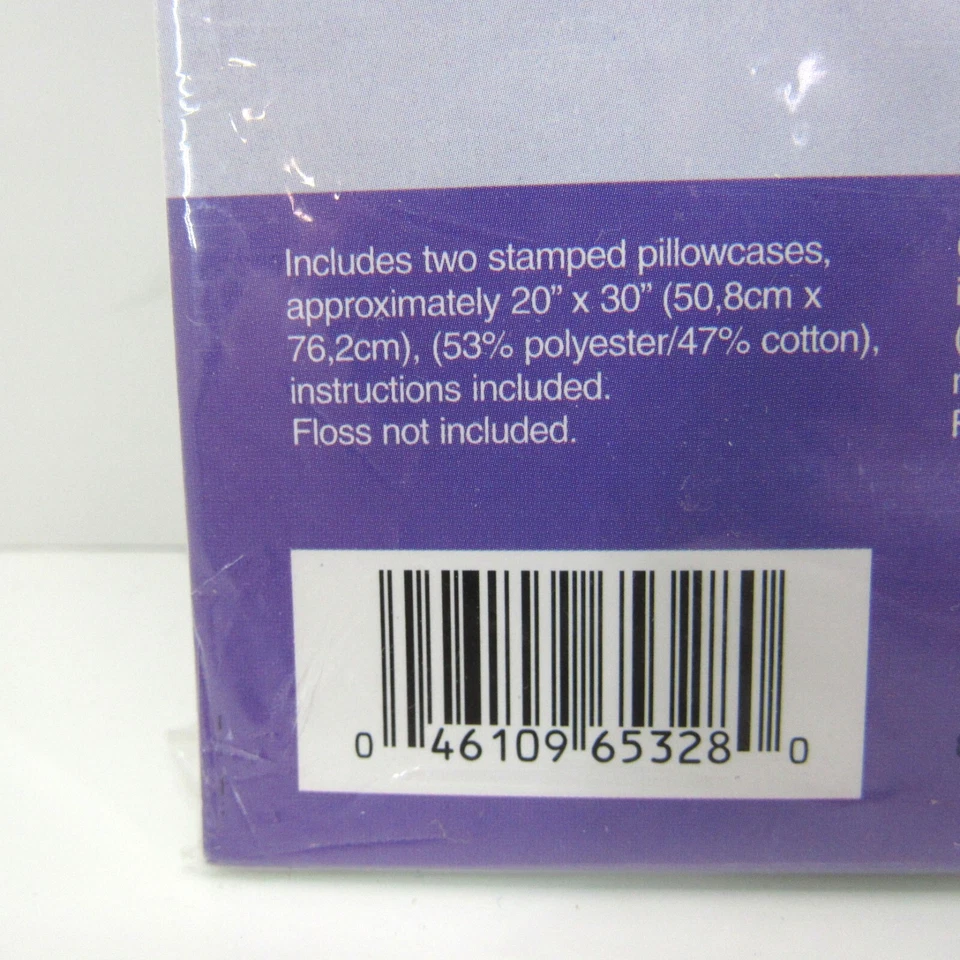 Includes two stamped pillowcases,
approximately 20” x 30” (50,8cm x
76,2cm), (53% polyester/47% cotton),
instructions included.
Floss not included.
0 46109 65328 0